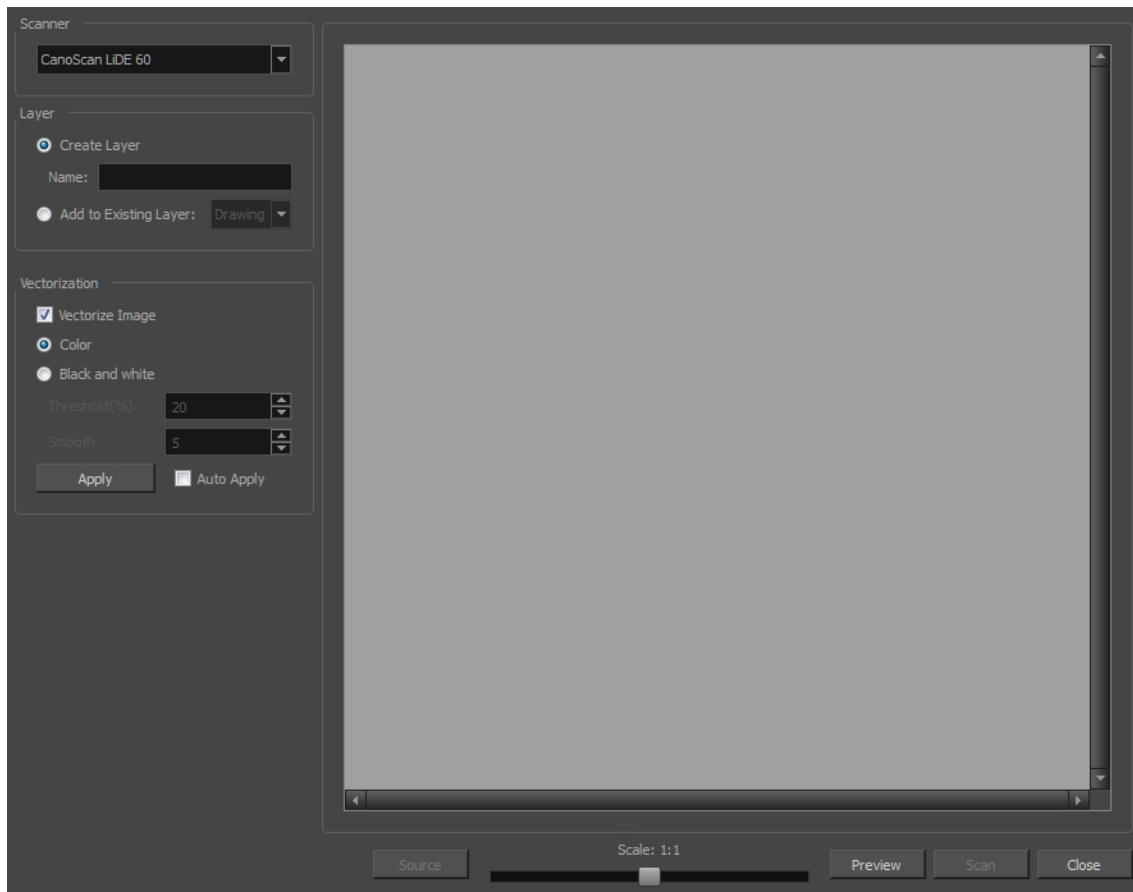 Scanner
CanoScan LiDE 60
Layer
Create Layer
Name:
Add to Existing Layer: Drawing
Vectorization
Vectorize Image
Color
Black and white
Threshold(%) 20
Smooth 5
Apply Auto Apply
Scale: 1:1
Source Preview Scan Close